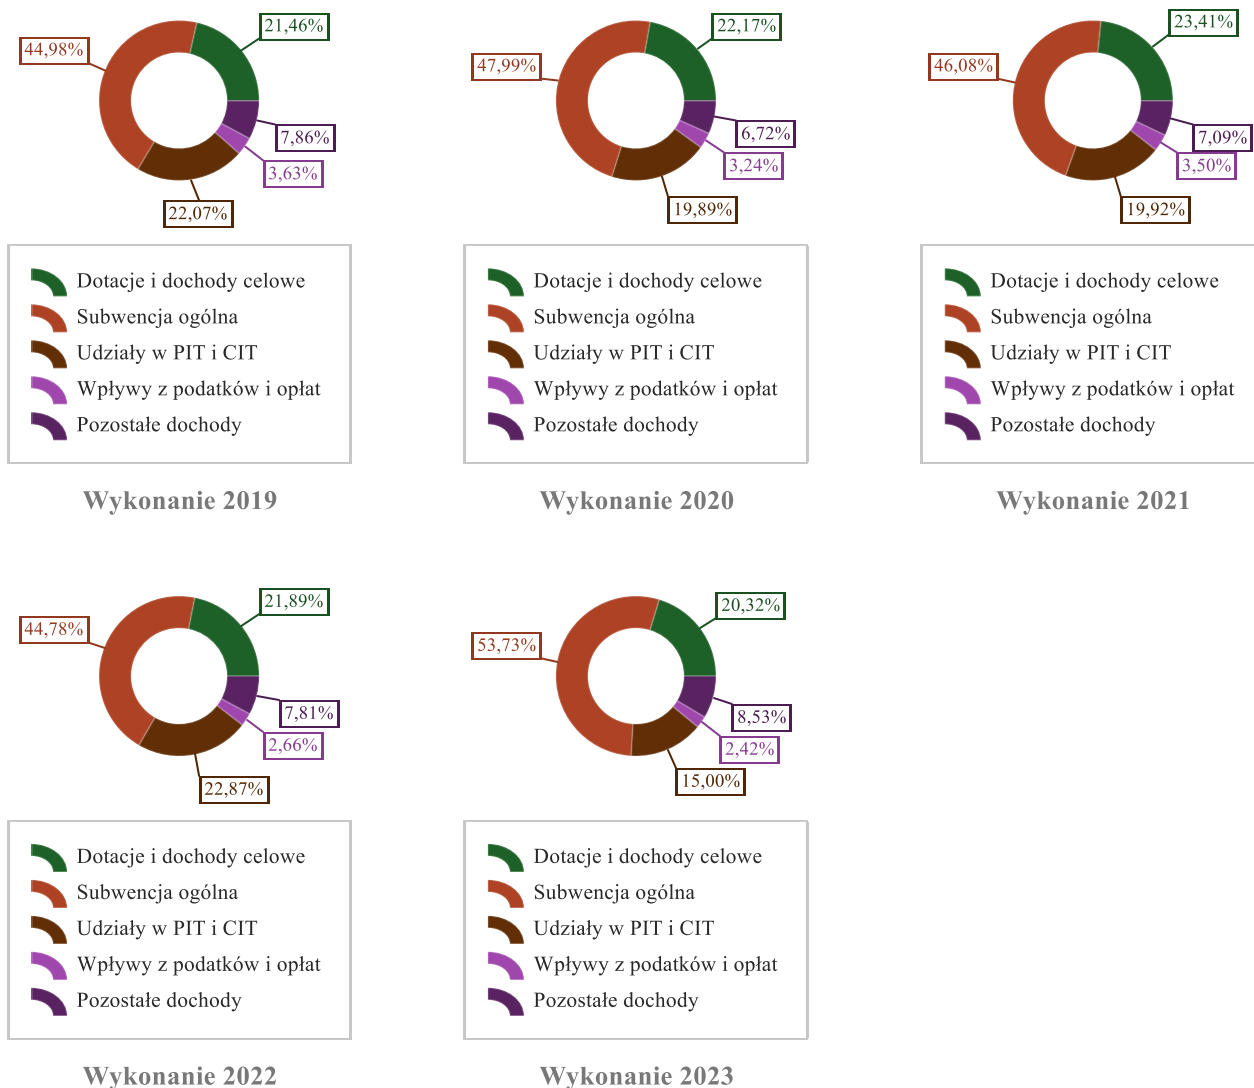 21,46%
44,98%
7,86%
3,63%
22,07%
Dotacje i dochody celowe
Subwencja ogólna
Udziały w PIT i CIT
Wpływy z podatków i opłat
Pozostałe dochody
Wykonanie 2019
22,17%
47,99%
6,72%
3,24%
19,89%
Dotacje i dochody celowe
Subwencja ogólna
Udziały w PIT i CIT
Wpływy z podatków i opłat
Pozostałe dochody
Wykonanie 2020
23,41%
46,08%
7,09%
3,50%
19,92%
Dotacje i dochody celowe
Subwencja ogólna
Udziały w PIT i CIT
Wpływy z podatków i opłat
Pozostałe dochody
Wykonanie 2021
21,89%
44,78%
7,81%
2,66%
22,87%
Dotacje i dochody celowe
Subwencja ogólna
Udziały w PIT i CIT
Wpływy z podatków i opłat
Pozostałe dochody
Wykonanie 2022
20,32%
53,73%
8,53%
2,42%
15,00%
Dotacje i dochody celowe
Subwencja ogólna
Udziały w PIT i CIT
Wpływy z podatków i opłat
Pozostałe dochody
Wykonanie 2023